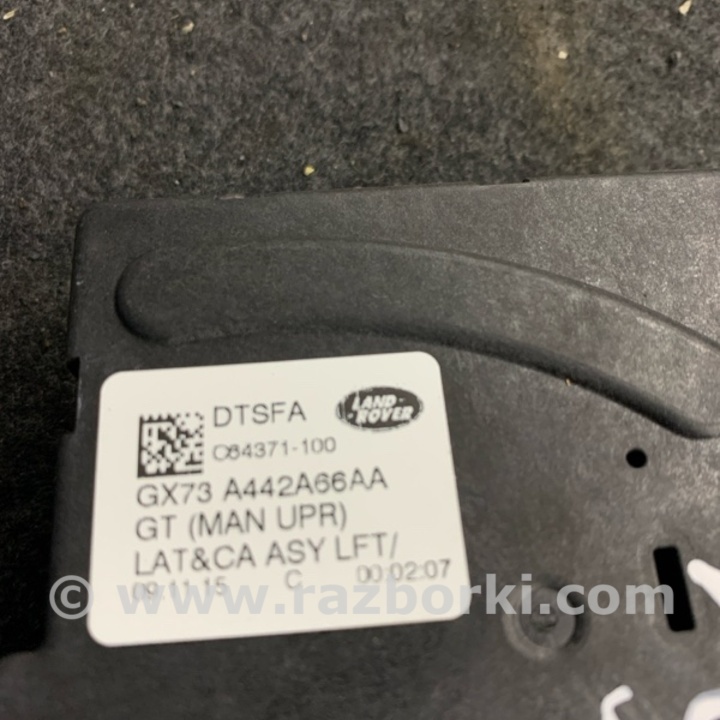 DTSFA
LAND-
ROVER
C64371-100
GX73 A442A66AA
GT (MAN UPR)
LAT&CA ASY LFT/
09:11:15 C 00:02:07
© www.razborki.com